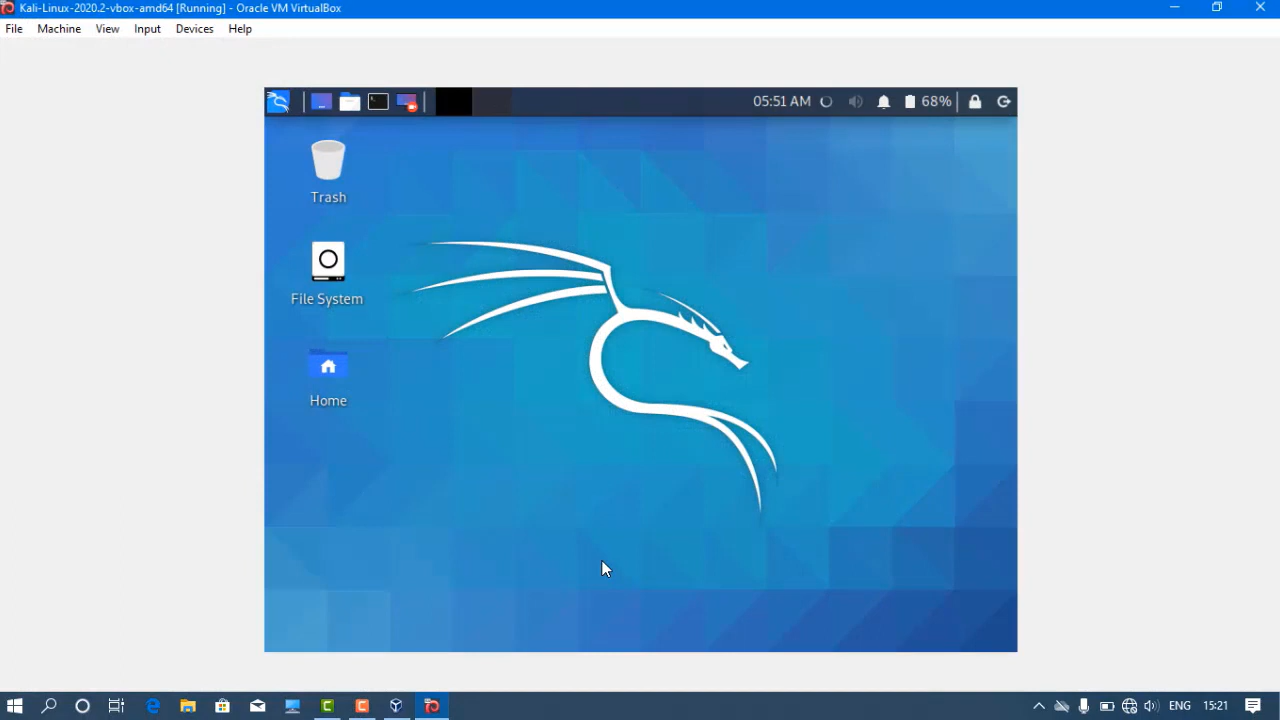 Kali-Linux-2020.2-vbox-amd64 [Running] - Oracle VM VirtualBox
File Machine View Input Devices Help
05:51 AM 68%
Trash
File System
Home
ENG 15:21